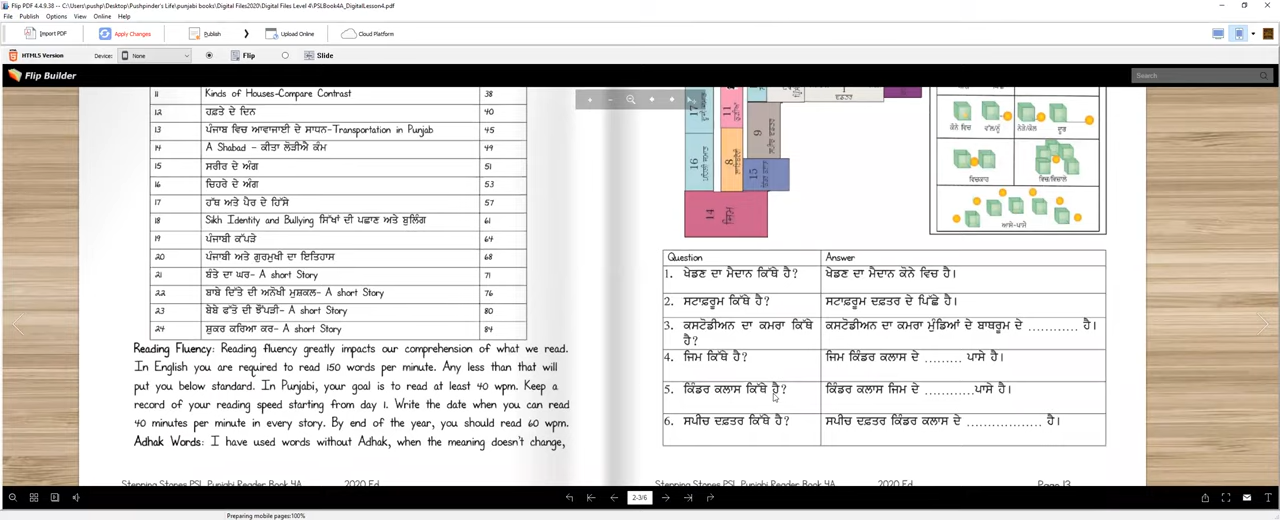 Flip PDF 4.4.9.38 -- C:\Users\pushp\Desktop\Pushpinder's Life\punjabi books\Digital Files2020\Digital Files Level 4\PSLBook4A_DigitalLesson4.pdf
File Publish Options View Online Help
Import PDF Apply Changes Publish Upload Online Cloud Platform
HTML5 Version Device: None Flip Slide
Flip Builder Search
11 Kinds of Houses-Compare Contrast 38
12 ਹਫ਼ਤੇ ਦੇ ਦਿਨ 40
13 ਪੰਜਾਬ ਵਿਚ ਆਵਾਜਾਈ ਦੇ ਸਾਧਨ-Transportation in Punjab 45
14 A Shabad - ਕੀਤਾ ਲੋੜੀਐ ਕੰਮ 49
15 ਸਰੀਰ ਦੇ ਅੰਗ 51
16 ਚਿਹਰੇ ਦੇ ਅੰਗ 53
17 ਹੱਥ ਅਤੇ ਪੈਰ ਦੇ ਹਿੱਸੇ 57
18 Sikh Identity and Bullying ਸਿੱਖਾਂ ਦੀ ਪਛਾਣ ਅਤੇ ਬੁਲਿੰਗ 61
19 ਪੰਜਾਬੀ ਕੱਪੜੇ 64
20 ਪੰਜਾਬੀ ਅਤੇ ਗੁਰਮੁਖੀ ਦਾ ਇਤਿਹਾਸ 68
21 ਬੰਤੇ ਦਾ ਘਰ- A short Story 71
22 ਬਾਬੇ ਦਿੱਤੇ ਦੀ ਅਨੋਖੀ ਮੁਸ਼ਕਲ- A short Story 76
23 ਬੇਬੇ ਫੱਤੋ ਦੀ ਝੌਂਪੜੀ- A short Story 80
24 ਸ਼ੁਕਰ ਕਰਿਆ ਕਰ- A short Story 84
Reading Fluency: Reading fluency greatly impacts our comprehension of what we read.
In English you are required to read 150 words per minute. Any less than that will
put you below standard. In Punjabi, your goal is to read at least 40 wpm. Keep a
record of your reading speed starting from day 1. Write the date when you can read
40 minutes per minute in every story. By end of the year, you should read 60 wpm.
Adhak Words: I have used words without Adhak, when the meaning doesn't change,
Stepping Stones PSL Punjabi Reader Book 4A 2020 Ed.
17
16
11
8
9
15
14 ਜਿਮ
1 ਦਫ਼ਤਰ
ਕੋਨੇ ਵਿਚ ਵੱਲ/ਨੂੰ ਨੇੜੇ/ਕੋਲ ਦੂਰ
ਵਿਚਕਾਰ ਵਿਚ/ਵਿਚਾਲੇ
ਆਸੇ-ਪਾਸੇ
Question Answer
1. ਖੇਡਣ ਦਾ ਮੈਦਾਨ ਕਿੱਥੇ ਹੈ? ਖੇਡਣ ਦਾ ਮੈਦਾਨ ਕੋਨੇ ਵਿਚ ਹੈ।
2. ਸਟਾਫ਼ਰੂਮ ਕਿੱਥੇ ਹੈ? ਸਟਾਫ਼ਰੂਮ ਦਫ਼ਤਰ ਦੇ ਪਿੱਛੇ ਹੈ।
3. ਕਸਟੋਡੀਅਨ ਦਾ ਕਮਰਾ ਕਿੱਥੇ ਹੈ? ਕਸਟੋਡੀਅਨ ਦਾ ਕਮਰਾ ਮੁੰਡਿਆਂ ਦੇ ਬਾਥਰੂਮ ਦੇ ............ ਹੈ।
4. ਜਿਮ ਕਿੱਥੇ ਹੈ? ਜਿਮ ਕਿੰਡਰ ਕਲਾਸ ਦੇ ......... ਪਾਸੇ ਹੈ।
5. ਕਿੰਡਰ ਕਲਾਸ ਕਿੱਥੇ ਹੈ? ਕਿੰਡਰ ਕਲਾਸ ਜਿਮ ਦੇ ............ਪਾਸੇ ਹੈ।
6. ਸਪੀਚ ਦਫ਼ਤਰ ਕਿੱਥੇ ਹੈ? ਸਪੀਚ ਦਫ਼ਤਰ ਕਿੰਡਰ ਕਲਾਸ ਦੇ .................. ਹੈ।
Stepping Stones PSL Punjabi Reader Book 4A 2020 Ed. Page 13
2-3/6
Preparing mobile pages:100%